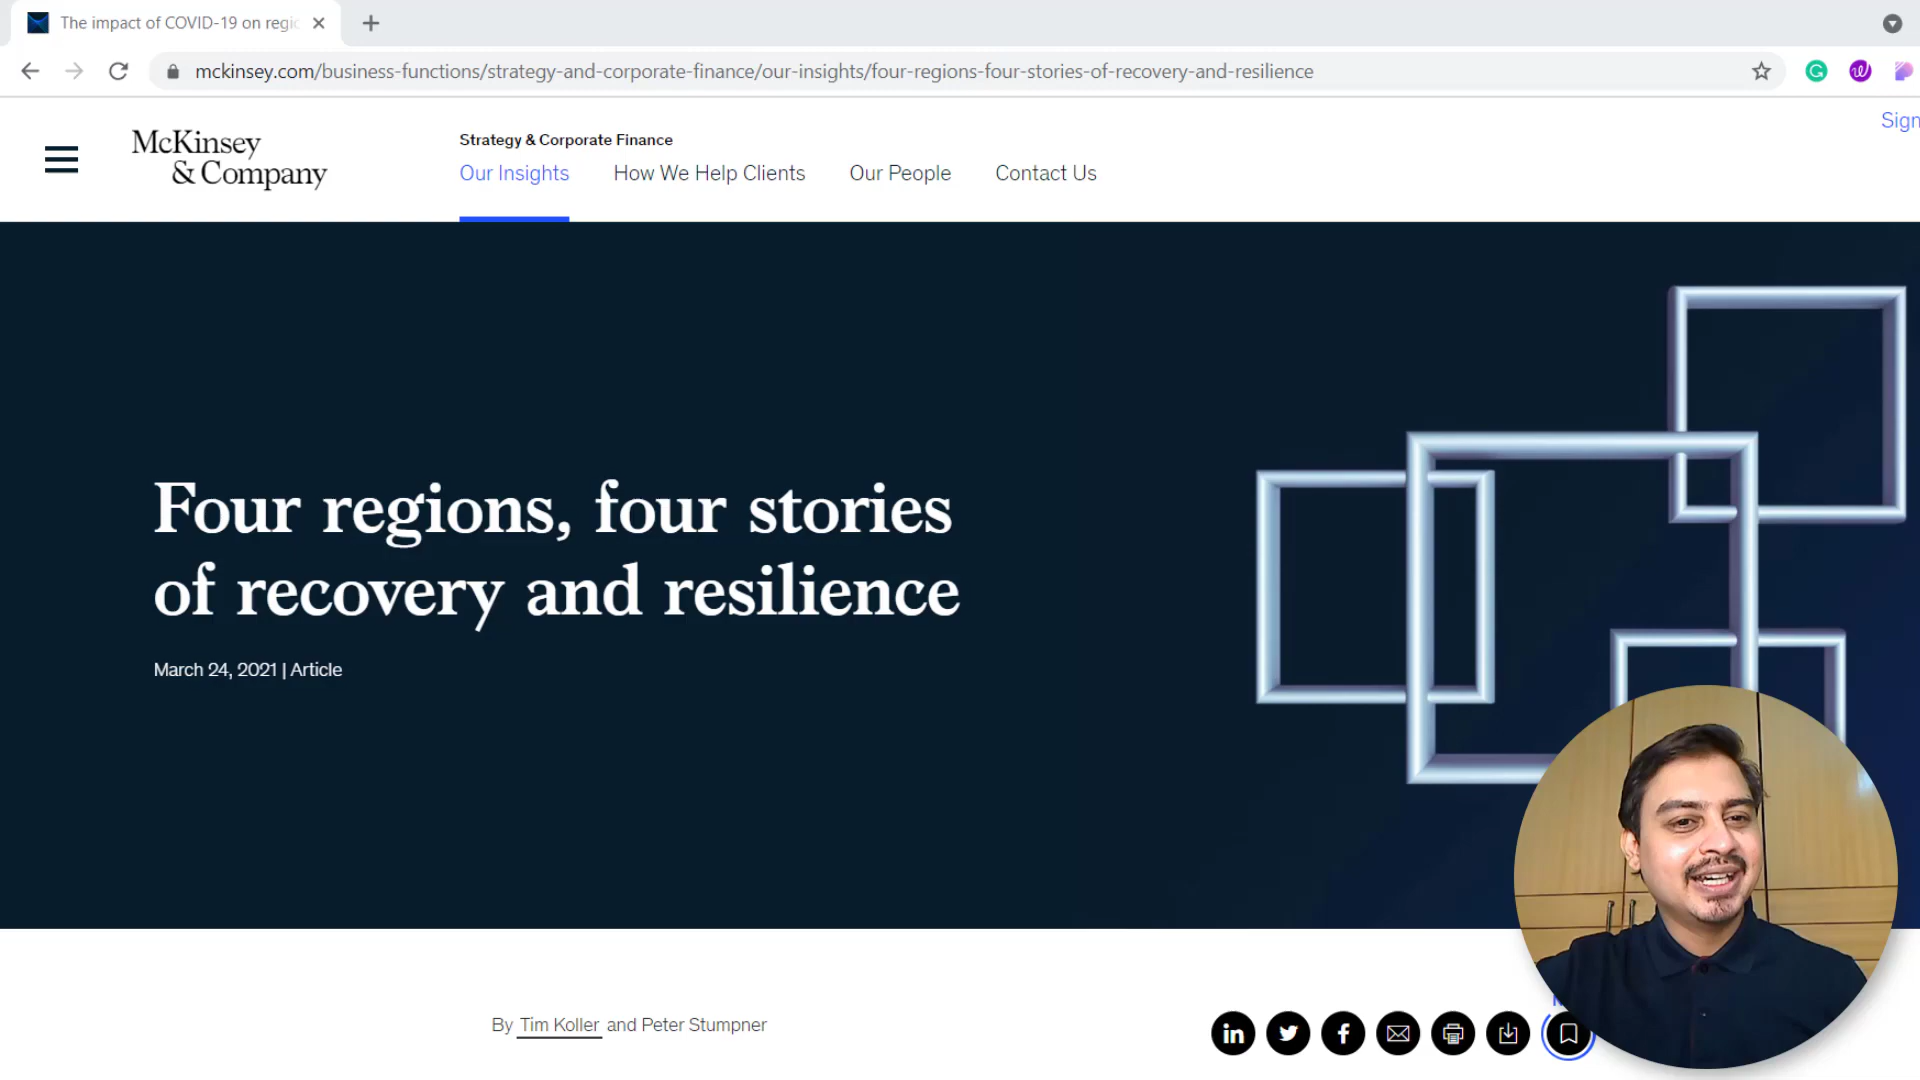 The impact of COVID-19 on regio
mckinsey.com/business-functions/strategy-and-corporate-finance/our-insights/four-regions-four-stories-of-recovery-and-resilience
Sign
McKinsey
& Company
Strategy & Corporate Finance
Our Insights
How We Help Clients
Our People
Contact Us
Four regions, four stories
of recovery and resilience
March 24, 2021 | Article
By Tim Koller and Peter Stumpner